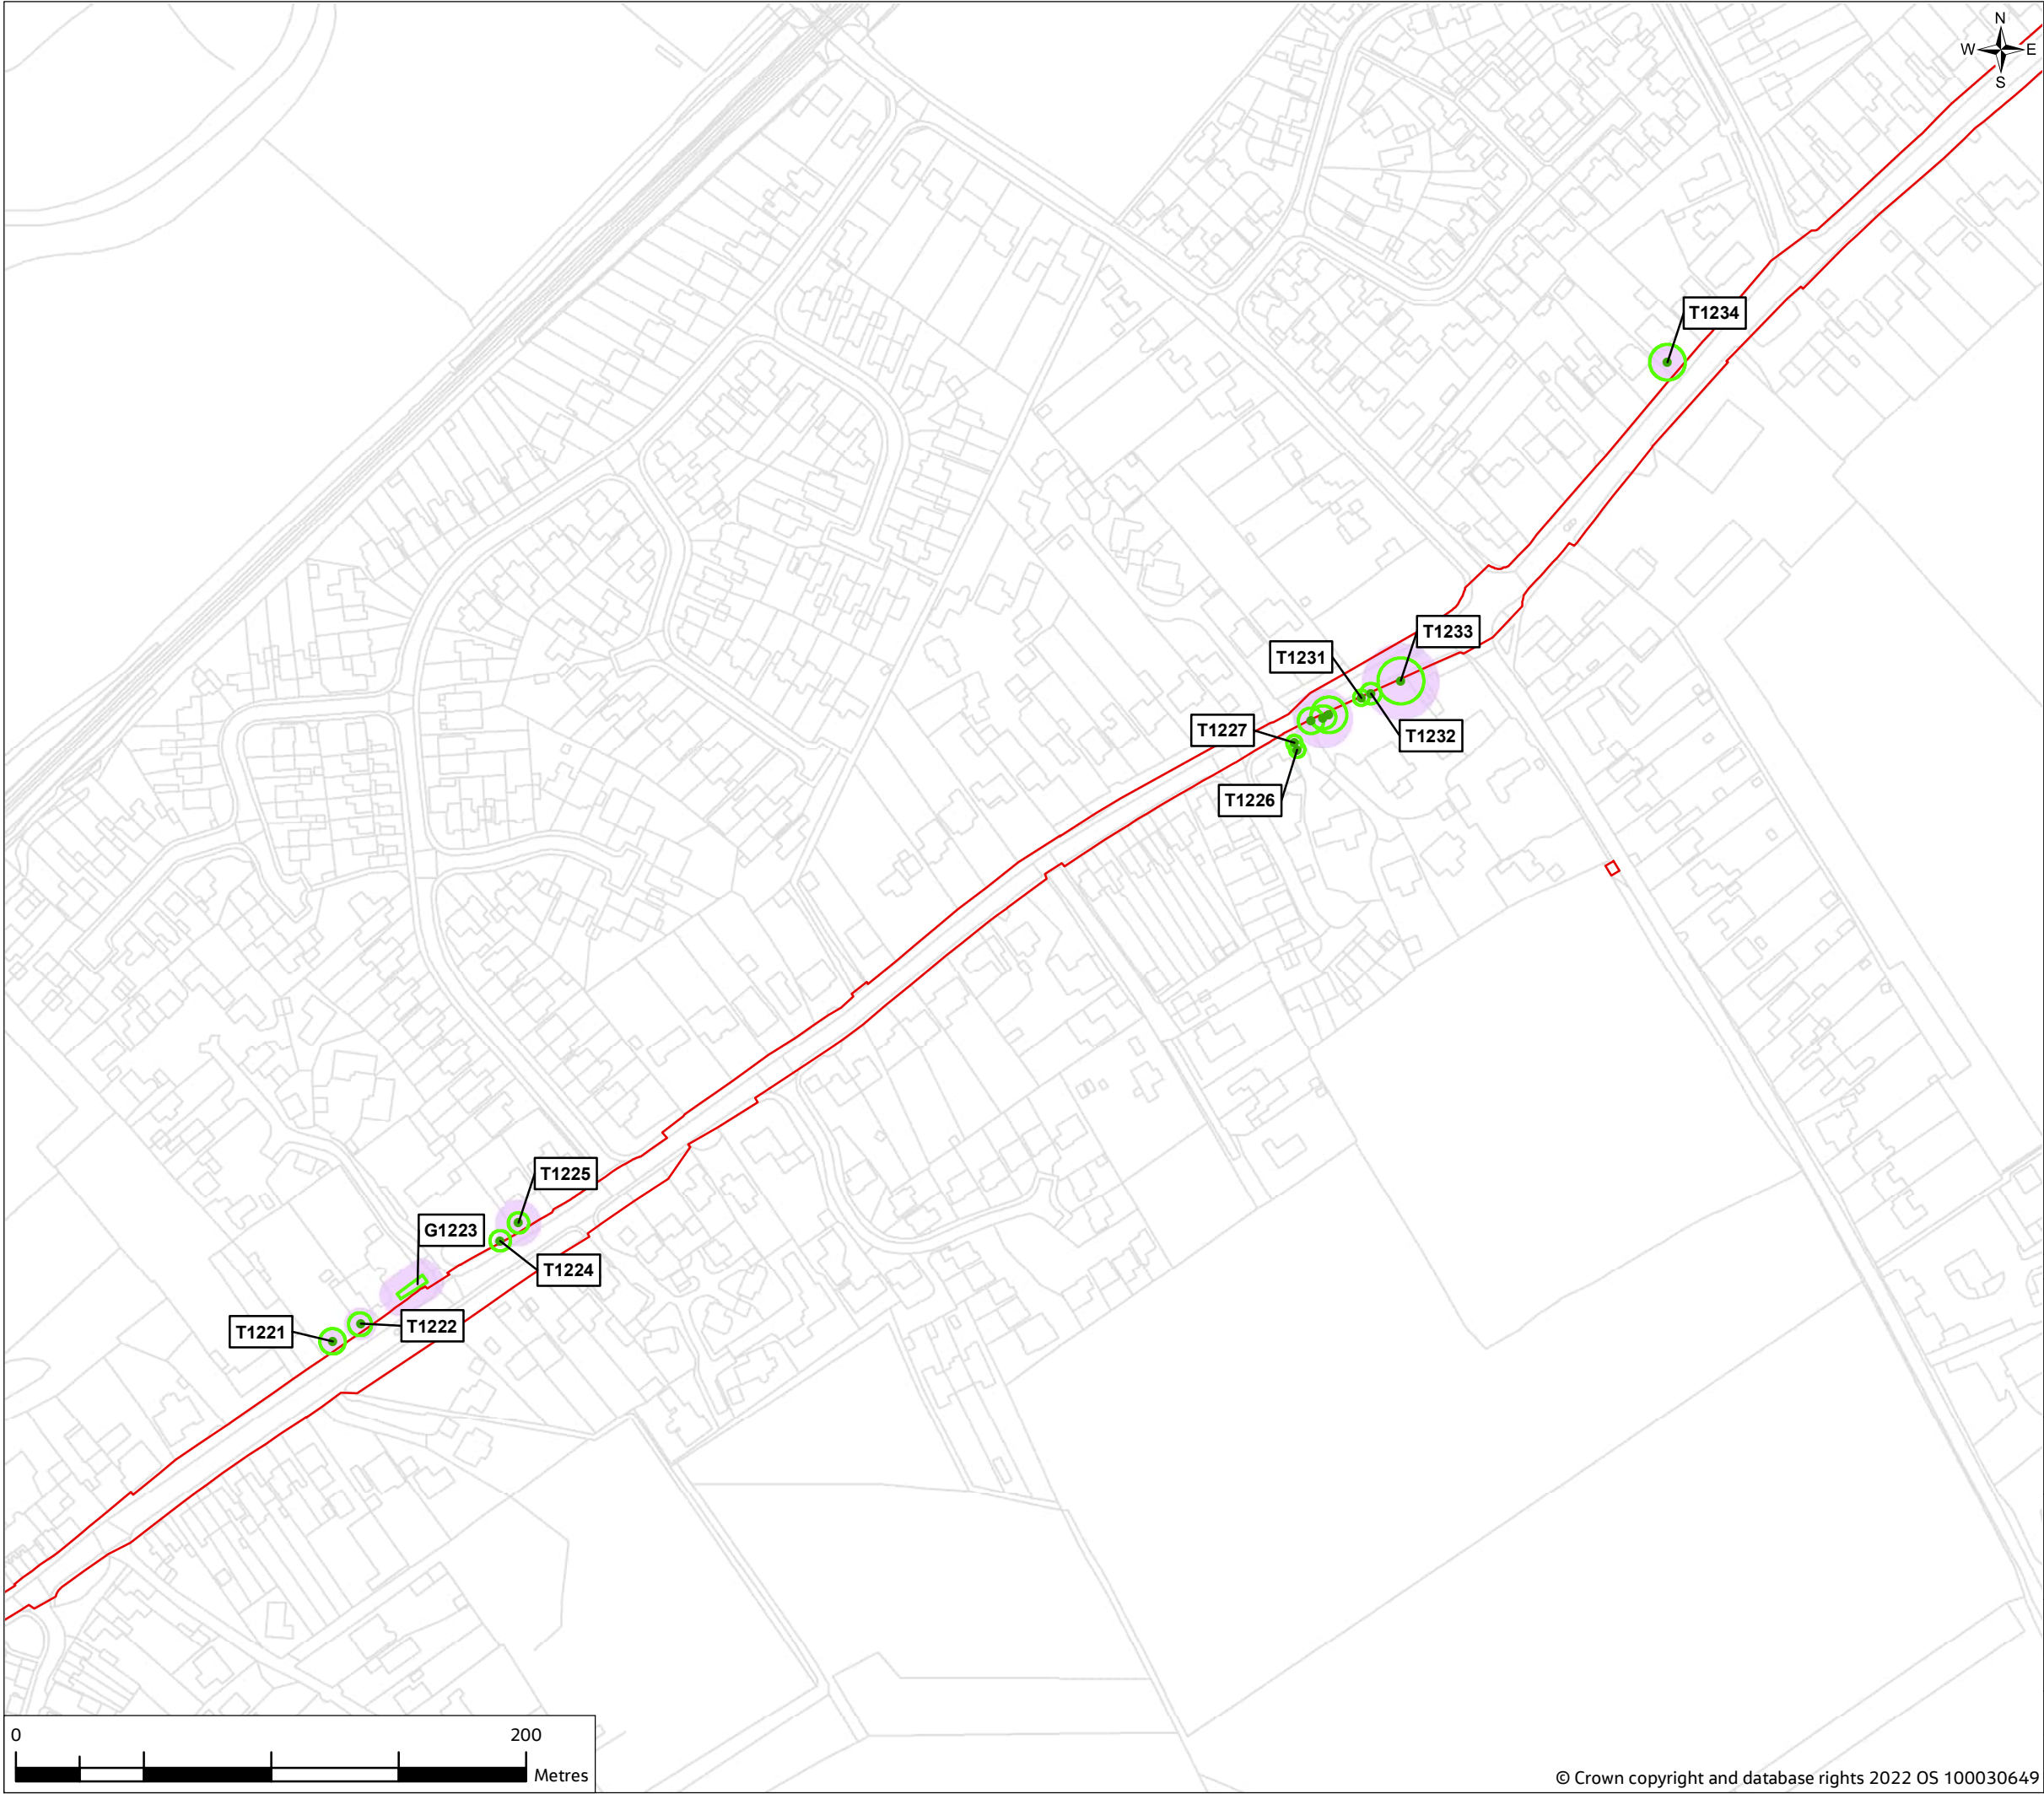 N
W E
S
T1234
T1233
T1231
T1227
T1232
T1226
T1225
G1223
T1224
T1221
T1222
0 200
Metres
© Crown copyright and database rights 2022 OS 100030649